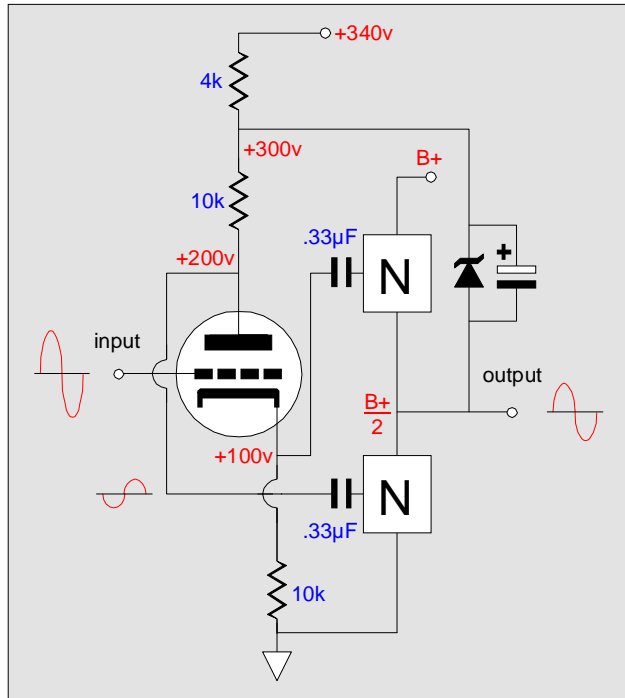 +340v
4k
+300v
B+
10k
.33µF
+200v
N
input
output
B+
2
+100v
N
.33µF
10k